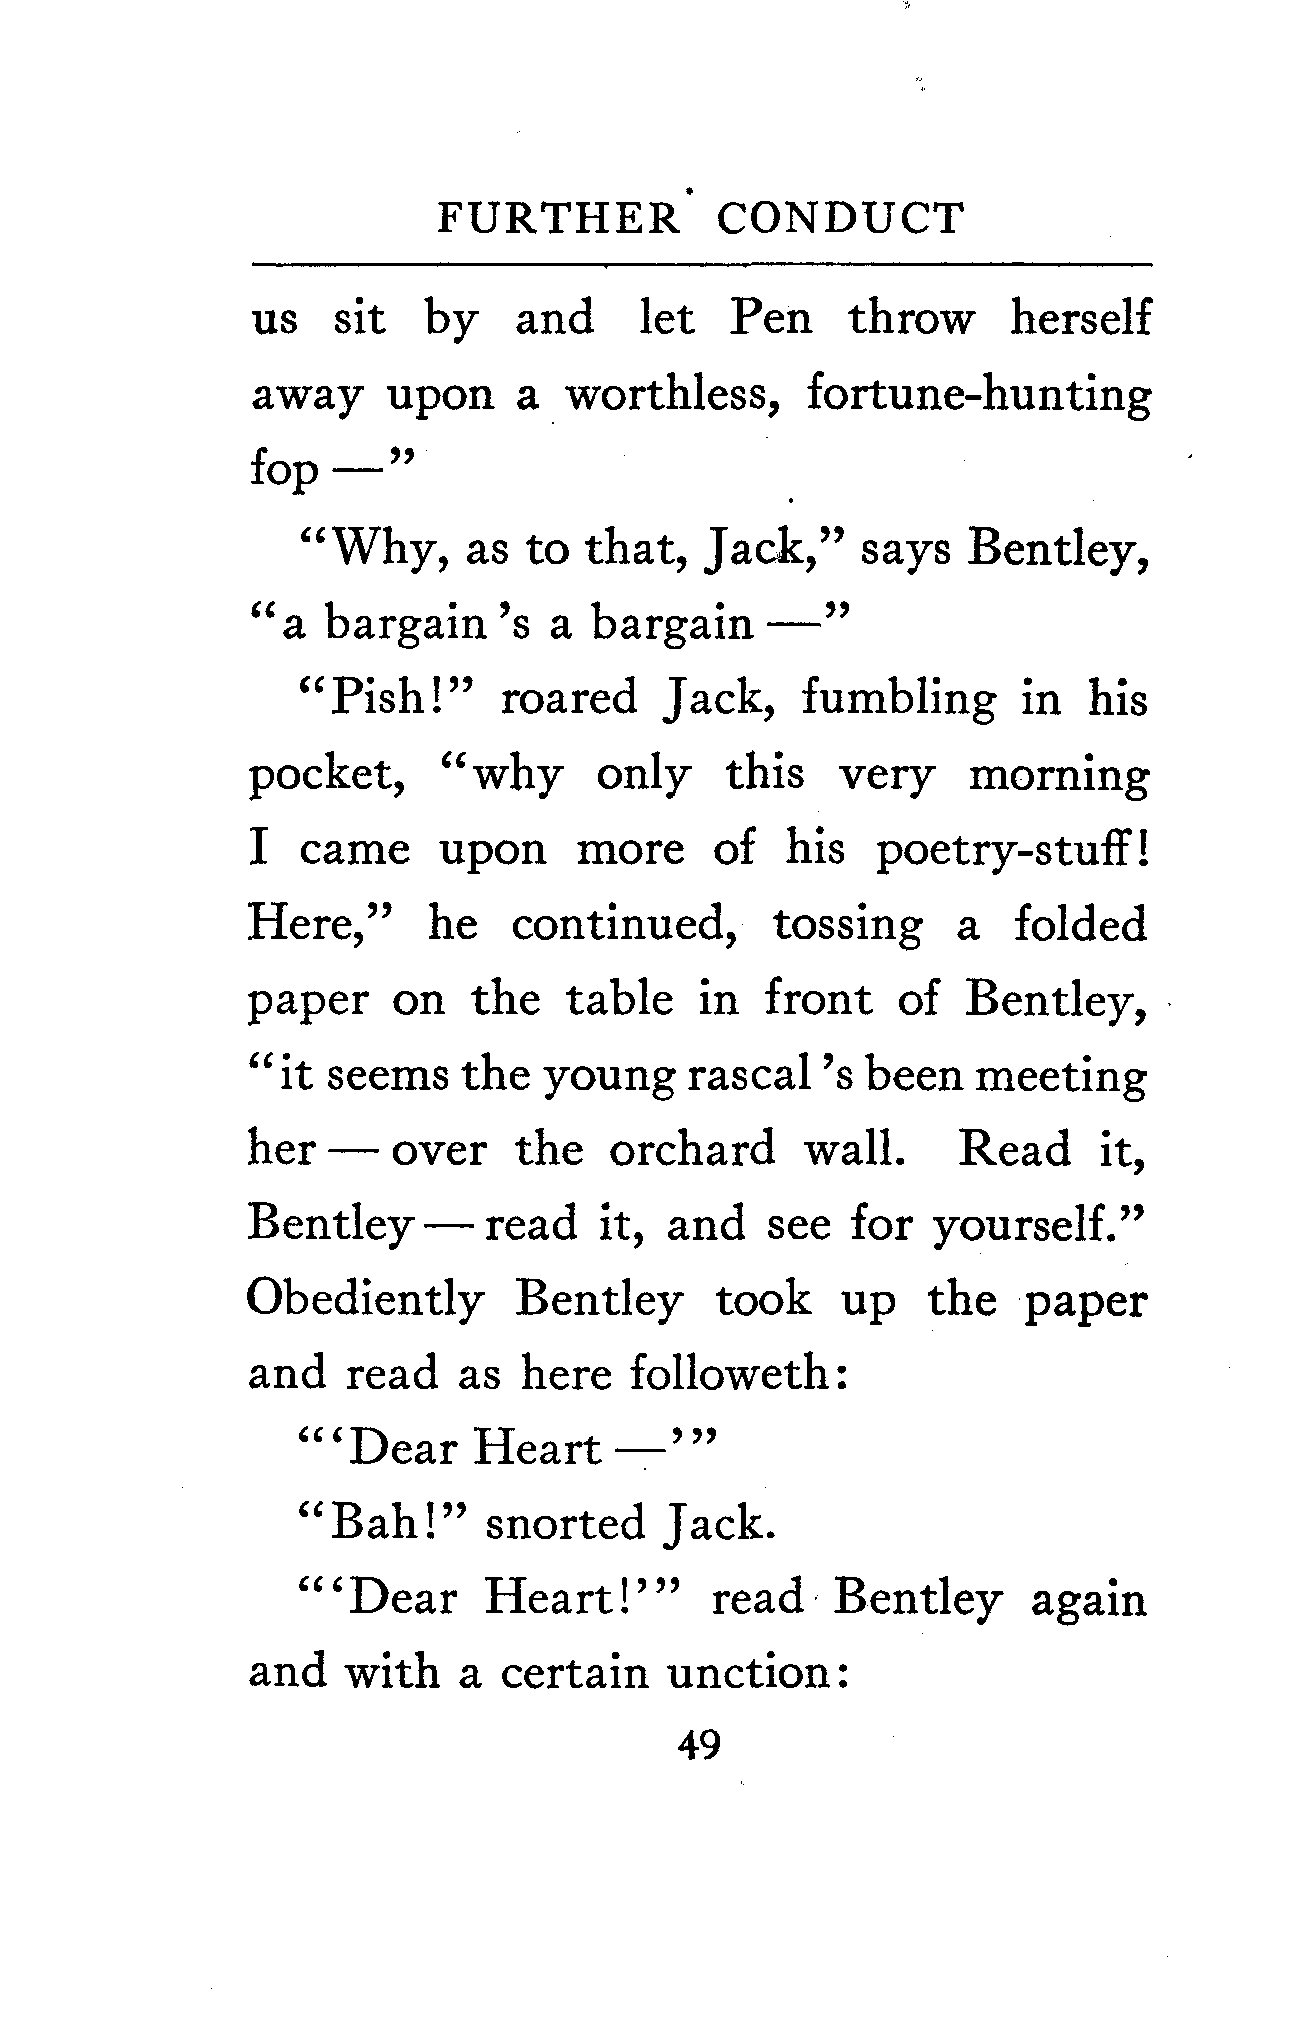 FURTHER CONDUCT
us sit by and let Pen throw herself
away upon a worthless, fortune-hunting
fop —”
“Why, as to that, Jack,” says Bentley,
“a bargain 's a bargain —”
“Pish!” roared Jack, fumbling in his
pocket, “why only this very morning
I came upon more of his poetry-stuff!
Here,” he continued, tossing a folded
paper on the table in front of Bentley,
“it seems the young rascal 's been meeting
her — over the orchard wall. Read it,
Bentley — read it, and see for yourself.”
Obediently Bentley took up the paper
and read as here followeth:
“‘Dear Heart —’”
“Bah!” snorted Jack.
“‘Dear Heart!’” read Bentley again
and with a certain unction:
49